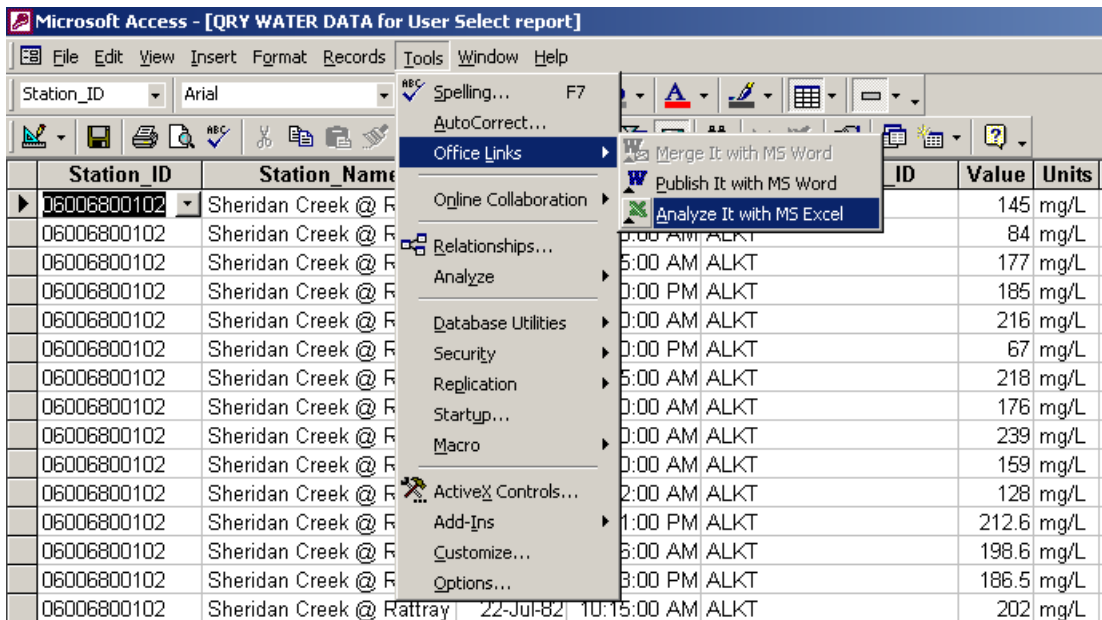 Microsoft Access - [QRY WATER DATA for User Select report]
File Edit View Insert Format Records Tools Window Help
Station_ID Arial
ABC Spelling... F7
AutoCorrect...
Office Links
Merge It with MS Word
Publish It with MS Word
Analyze It with MS Excel
Online Collaboration
Relationships...
Analyze
Database Utilities
Security
Replication
Startup...
Macro
ActiveX Controls...
Add-Ins
Customize...
Options...
Station_ID Station_Name ID Value Units
06006800102 Sheridan Creek @ R 145 mg/L
06006800102 Sheridan Creek @ R 0:00 AM ALKT 84 mg/L
06006800102 Sheridan Creek @ R 5:00 AM ALKT 177 mg/L
06006800102 Sheridan Creek @ R 0:00 PM ALKT 185 mg/L
06006800102 Sheridan Creek @ R 0:00 AM ALKT 216 mg/L
06006800102 Sheridan Creek @ R 0:00 PM ALKT 67 mg/L
06006800102 Sheridan Creek @ R 5:00 AM ALKT 218 mg/L
06006800102 Sheridan Creek @ R 0:00 AM ALKT 176 mg/L
06006800102 Sheridan Creek @ R 0:00 AM ALKT 239 mg/L
06006800102 Sheridan Creek @ R 0:00 AM ALKT 159 mg/L
06006800102 Sheridan Creek @ R 2:00 AM ALKT 128 mg/L
06006800102 Sheridan Creek @ R 1:00 PM ALKT 212.6 mg/L
06006800102 Sheridan Creek @ R 6:00 AM ALKT 198.6 mg/L
06006800102 Sheridan Creek @ R 3:00 PM ALKT 186.5 mg/L
06006800102 Sheridan Creek @ Rattray 22-Jul-82 10:15:00 AM ALKT 202 mg/L